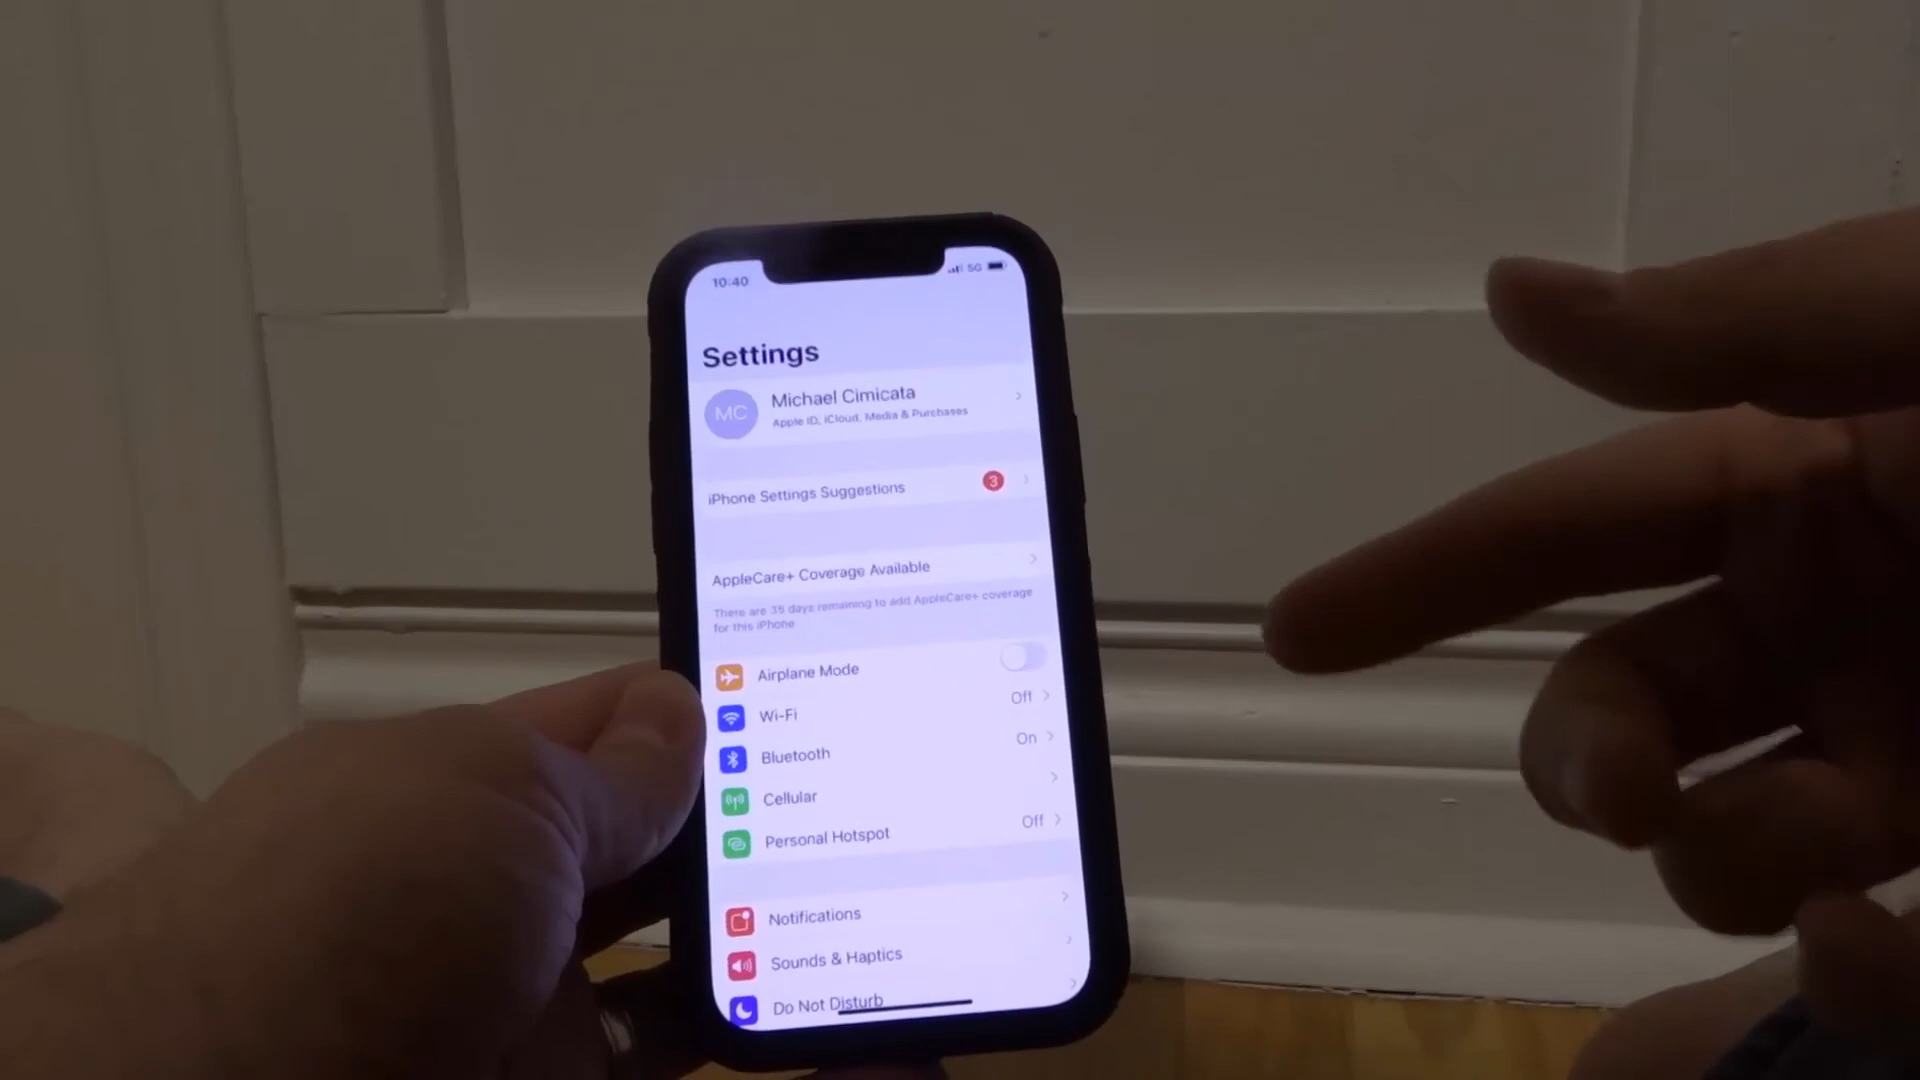 10:40
5G
Settings
MC
Michael Cimicata
Apple ID, iCloud, Media & Purchases
iPhone Settings Suggestions
3
AppleCare+ Coverage Available
There are 35 days remaining to add AppleCare+ coverage
for this iPhone
Airplane Mode
Wi-Fi
Off
Bluetooth
On
Cellular
Personal Hotspot
Off
Notifications
Sounds & Haptics
Do Not Disturb